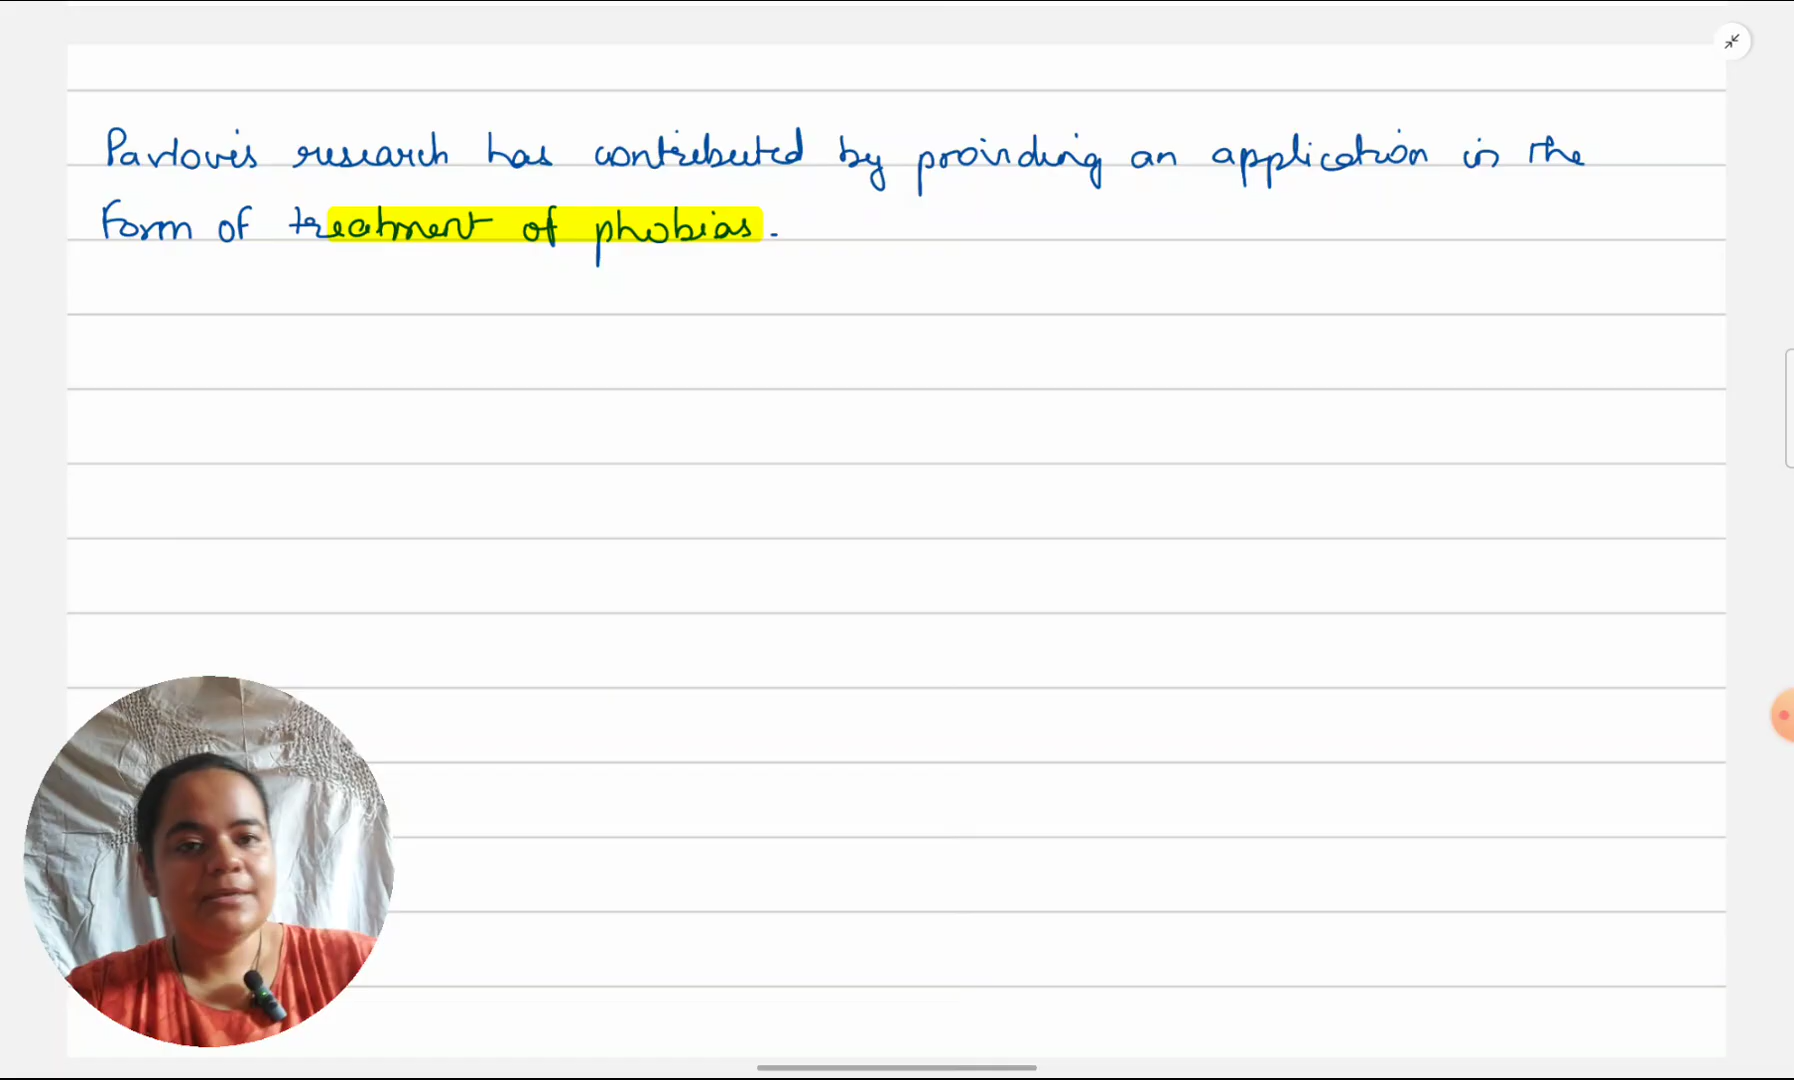 Pavlov's research has contributed by providing an application in the
form of treatment of phobias.